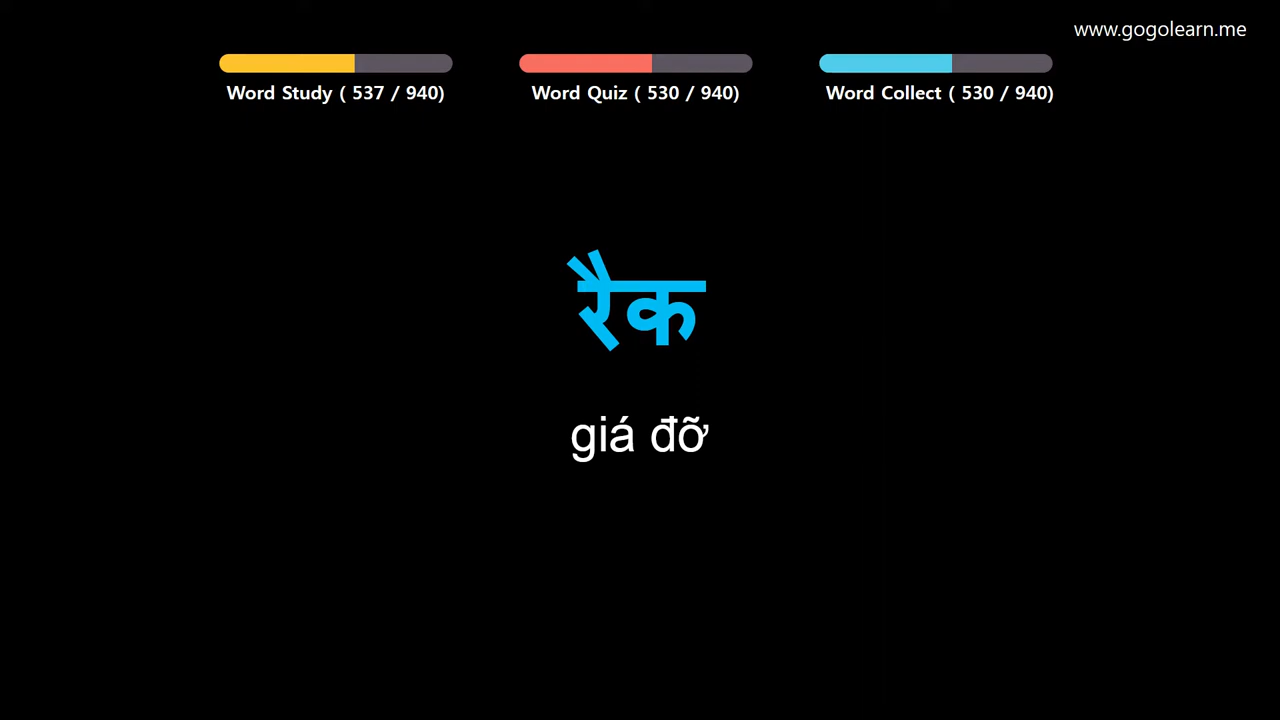 www.gogolearn.me
Word Study ( 537 / 940)
Word Quiz ( 530 / 940)
Word Collect ( 530 / 940)
रैक
giá đỡ